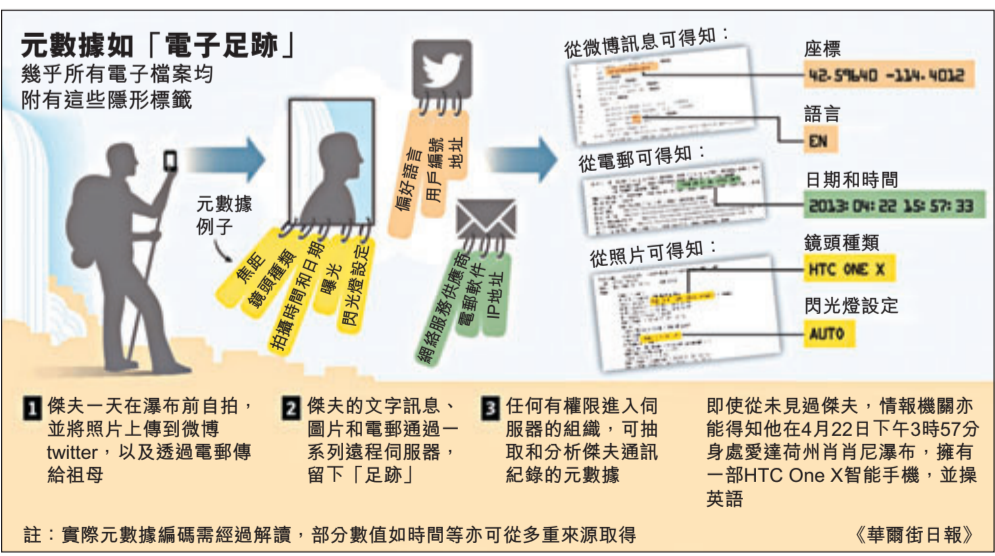 元數據如「電子足跡」
幾乎所有電子檔案均
附有這些隱形標籤
元數據
例子
焦距
鏡頭種類
拍攝時間和日期
曝光
閃光燈設定
偏好語言
用戶編號
地址
網絡服務供應商
電郵軟件
IP地址
從微博訊息可得知：
座標
42.59640 -114.4012
語言
EN
從電郵可得知：
日期和時間
2013:04:22 15:57:33
從照片可得知：
鏡頭種類
HTC ONE X
閃光燈設定
AUTO
1 傑夫一天在瀑布前自拍，
並將照片上傳到微博
twitter，以及透過電郵傳
給祖母
2 傑夫的文字訊息、
圖片和電郵通過一
系列遠程伺服器，
留下「足跡」
3 任何有權限進入伺
服器的組織，可抽
取和分析傑夫通訊
紀錄的元數據
即使從未見過傑夫，情報機關亦
能得知他在4月22日下午3時57分
身處愛達荷州肖肖尼瀑布，擁有
一部HTC One X智能手機，並操
英語
註：實際元數據編碼需經過解讀，部分數值如時間等亦可從多重來源取得
《華爾街日報》